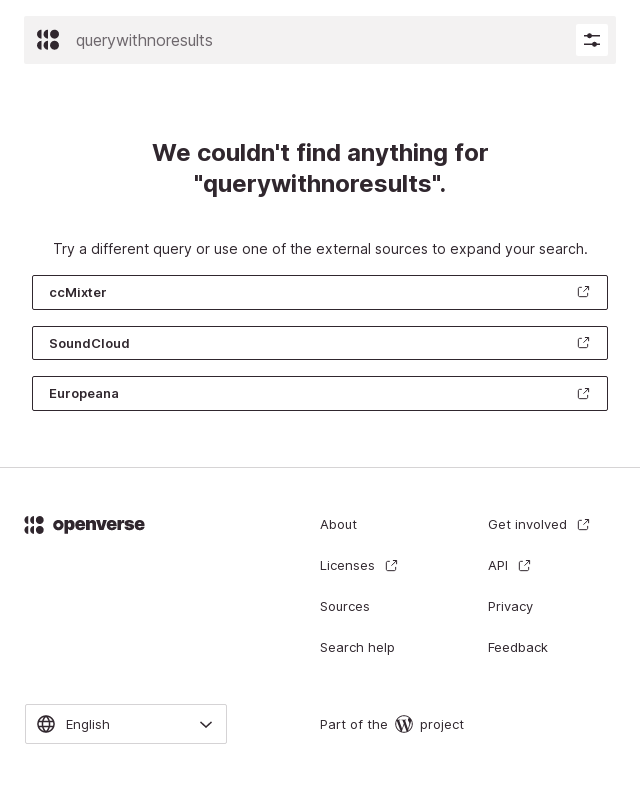 querywithnoresults
We couldn't find anything for
"querywithnoresults".
Try a different query or use one of the external sources to expand your search.
ccMixter
SoundCloud
Europeana
openverse
About
Get involved
Licenses
API
Sources
Privacy
Search help
Feedback
English
Part of the project